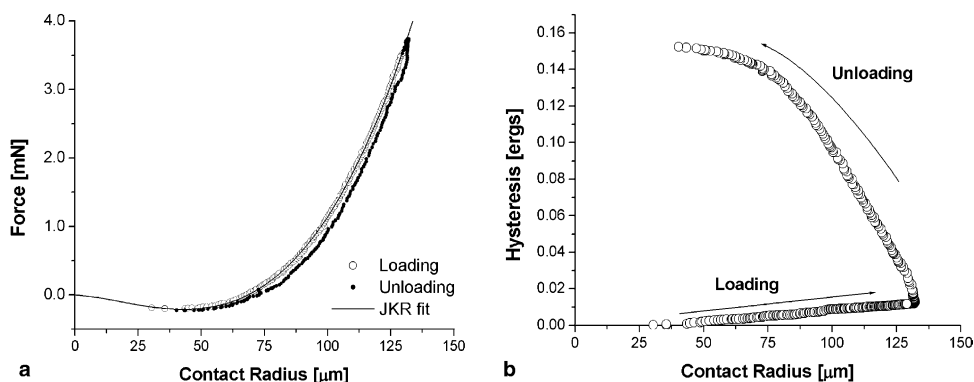 4.0
3.0
2.0
1.0
0.0
Force [mN]
Loading
Unloading
JKR fit
0 25 50 75 100 125 150
a
Contact Radius [μm]
0.16
0.14
0.12
0.10
0.08
0.06
0.04
0.02
0.00
Hysteresis [ergs]
Unloading
Loading
25 50 75 100 125 150
b
Contact Radius [μm]